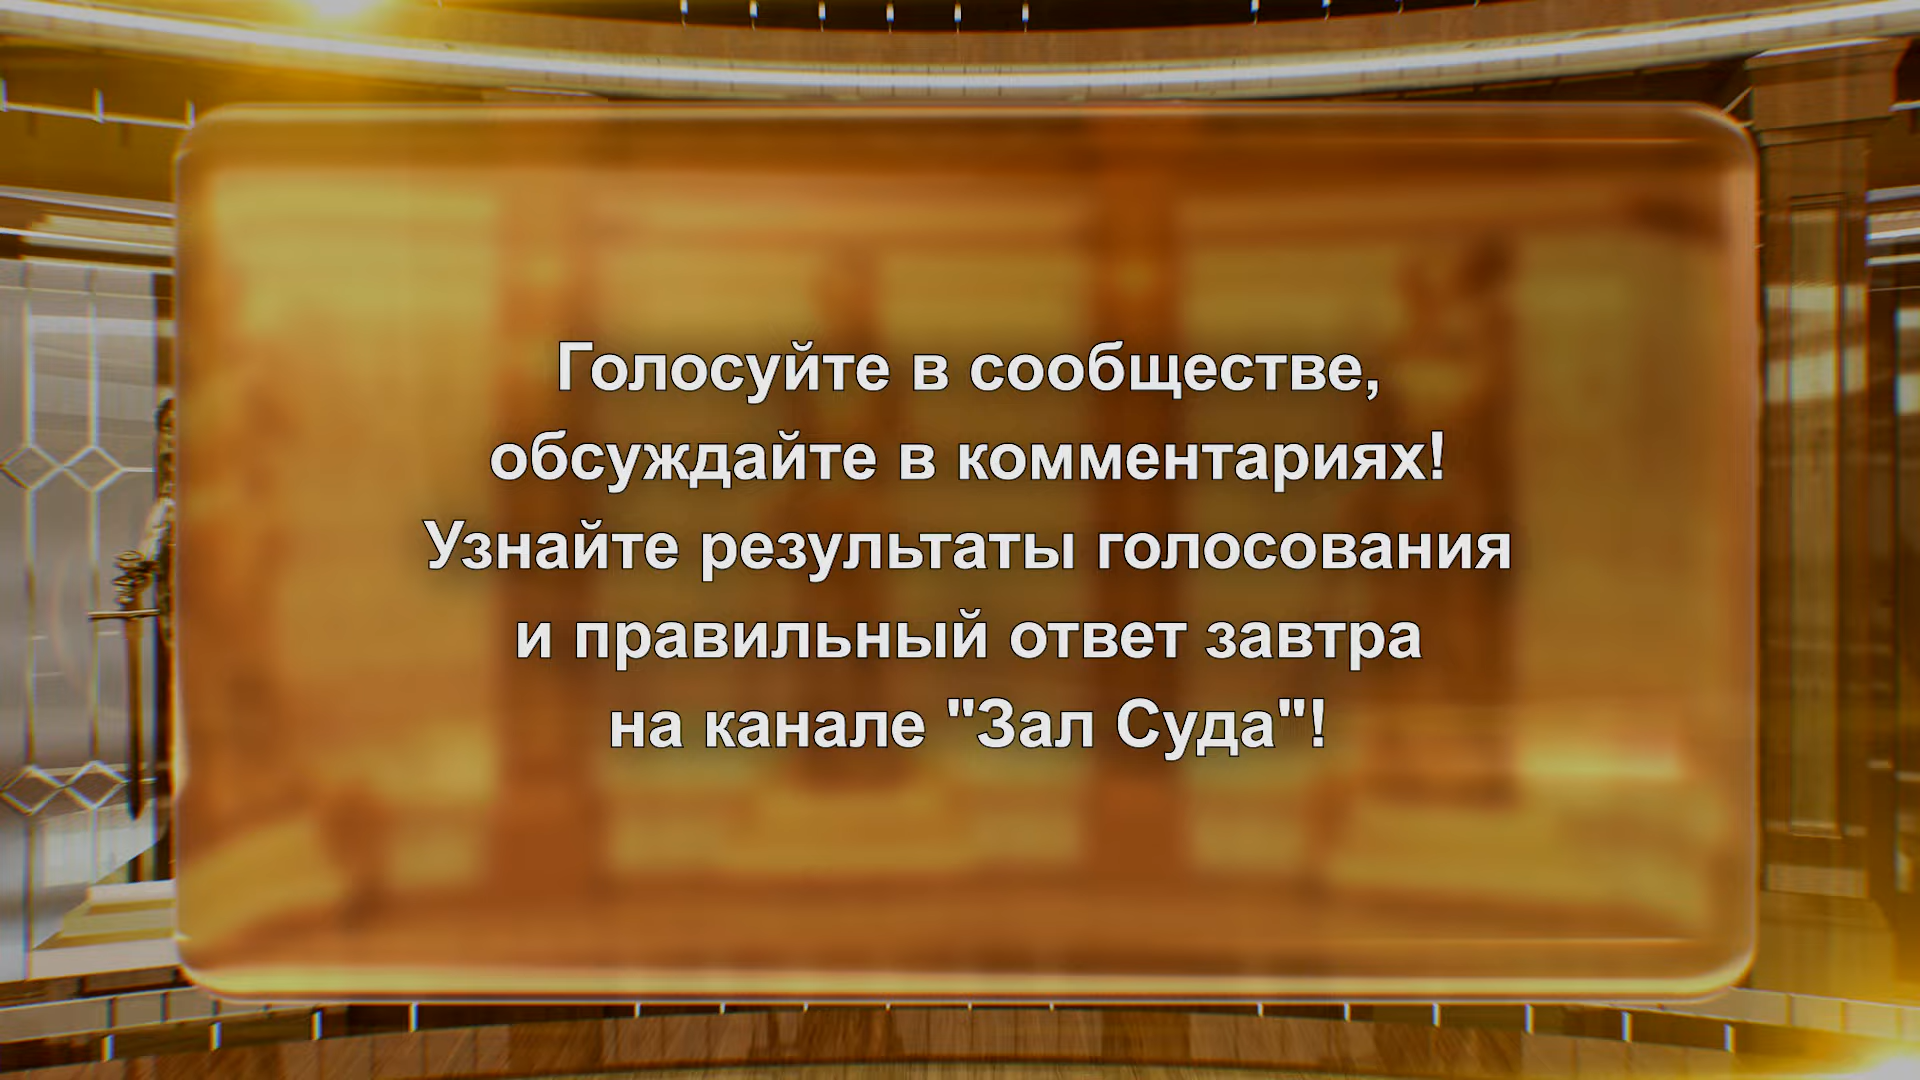 Голосуйте в сообществе,
обсуждайте в комментариях!
Узнайте результаты голосования
и правильный ответ завтра
на канале "Зал Суда"!